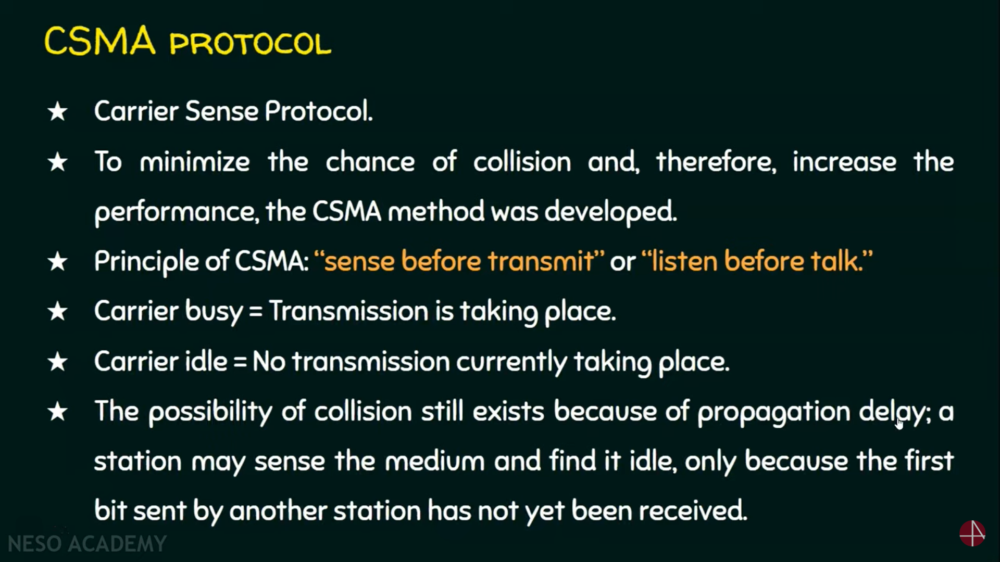 CSMA PROTOCOL
★ Carrier Sense Protocol.
★ To minimize the chance of collision and, therefore, increase the
performance, the CSMA method was developed.
★ Principle of CSMA: “sense before transmit” or “listen before talk.”
★ Carrier busy = Transmission is taking place.
★ Carrier idle = No transmission currently taking place.
★ The possibility of collision still exists because of propagation delay; a
station may sense the medium and find it idle, only because the first
bit sent by another station has not yet been received.
NESO ACADEMY